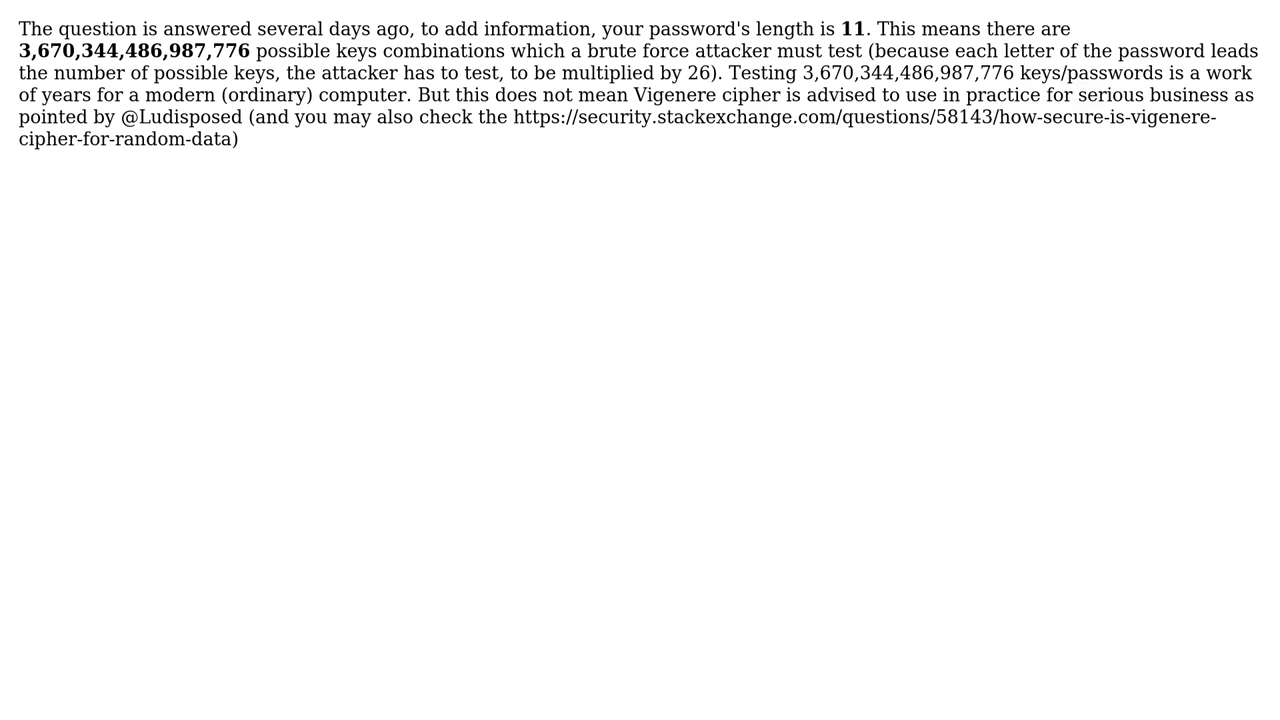 The question is answered several days ago, to add information, your password's length is 11. This means there are
3,670,344,486,987,776 possible keys combinations which a brute force attacker must test (because each letter of the password leads
the number of possible keys, the attacker has to test, to be multiplied by 26). Testing 3,670,344,486,987,776 keys/passwords is a work
of years for a modern (ordinary) computer. But this does not mean Vigenere cipher is advised to use in practice for serious business as
pointed by @Ludisposed (and you may also check the https://security.stackexchange.com/questions/58143/how-secure-is-vigenere-
cipher-for-random-data)